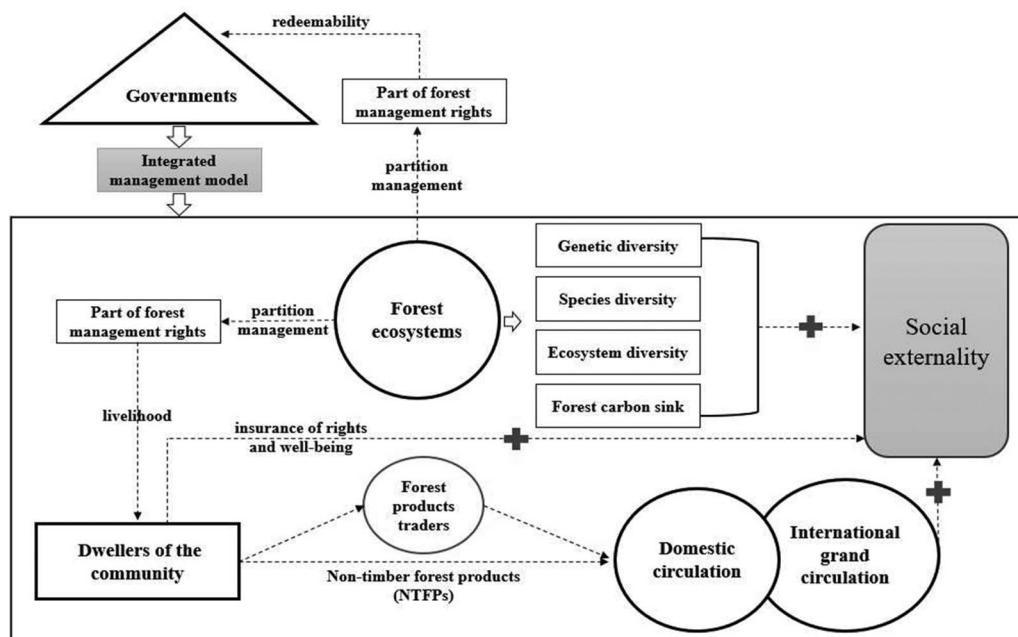 redeemability
Governments
Part of forest
management rights
Integrated
management model
partition
management
Genetic diversity
Species diversity
Ecosystem diversity
Forest carbon sink
Forest
ecosystems
partition
management
Part of forest
management rights
Social
externality
livelihood
insurance of rights
and well-being
Forest
products
traders
Dwellers of the
community
Non-timber forest products
(NTFPs)
Domestic
circulation
International
grand
circulation